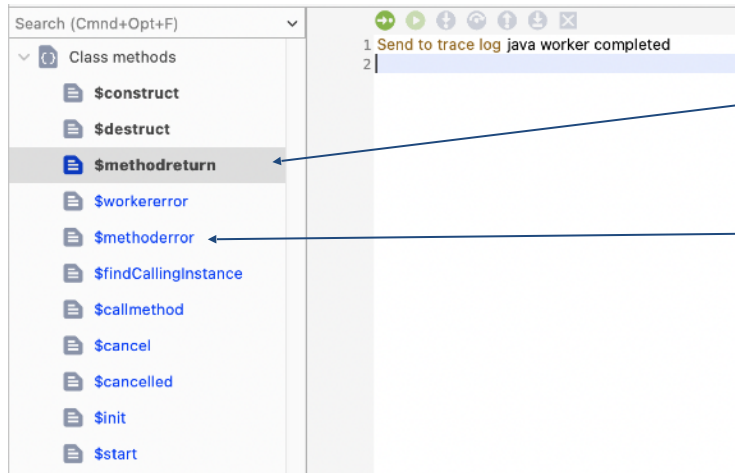 Search (Cmnd+Opt+F)
Class methods
$construct
$destruct
$methodreturn
$workererror
$methoderror
$findCallingInstance
$callmethod
$cancel
$cancelled
$init
$start
1 Send to trace log java worker completed
2